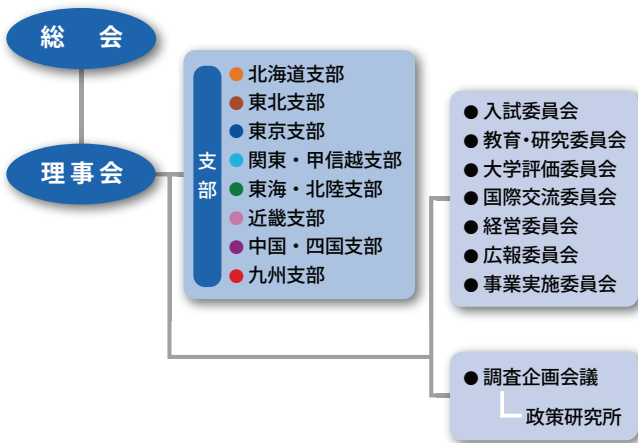 総　会
理事会
支部
● 北海道支部
● 東北支部
● 東京支部
● 関東・甲信越支部
● 東海・北陸支部
● 近畿支部
● 中国・四国支部
● 九州支部
● 入試委員会
● 教育・研究委員会
● 大学評価委員会
● 国際交流委員会
● 経営委員会
● 広報委員会
● 事業実施委員会
● 調査企画会議
政策研究所